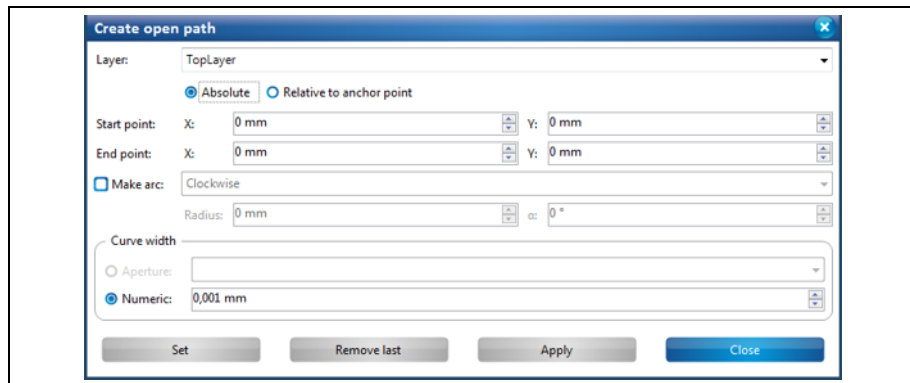 Create open path
Layer: TopLayer
Absolute Relative to anchor point
Start point: X: 0 mm Y: 0 mm
End point: X: 0 mm Y: 0 mm
Make arc: Clockwise
Radius: 0 mm α: 0 °
Curve width
Aperture:
Numeric: 0,001 mm
Set Remove last Apply Close